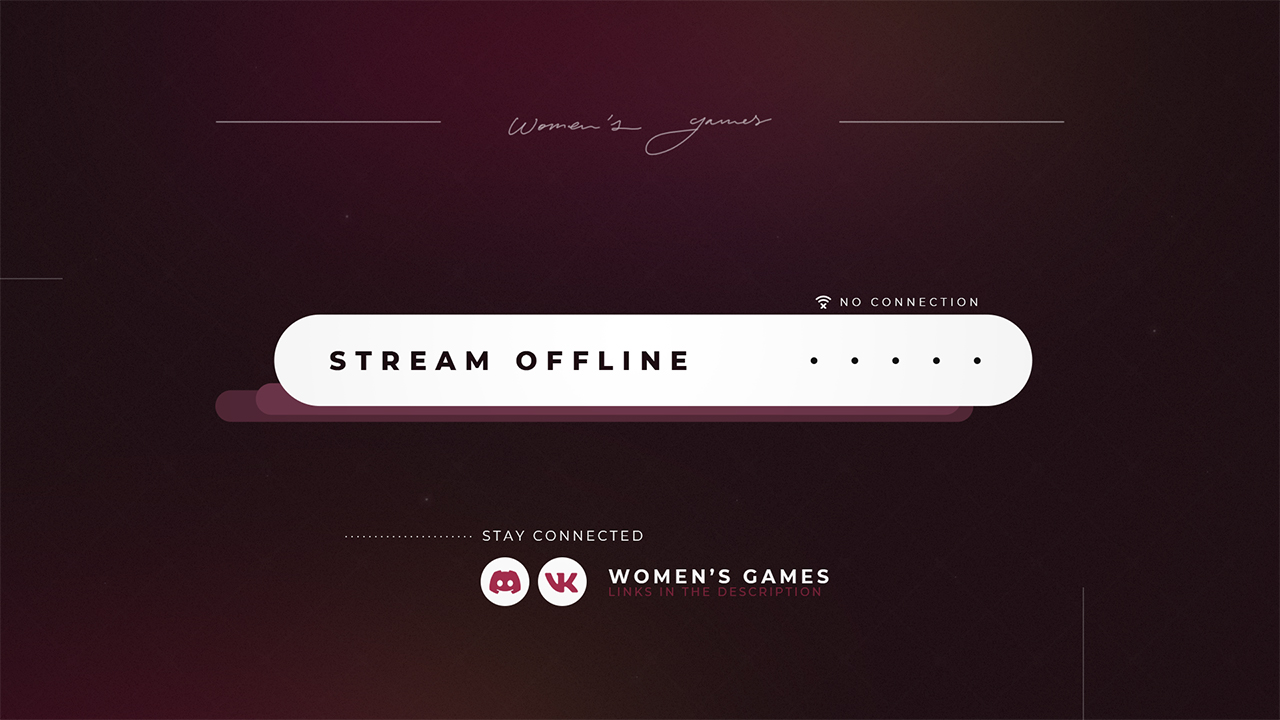 Women's games
NO CONNECTION
STREAM OFFLINE
STAY CONNECTED
WOMEN’S GAMES
LINKS IN THE DESCRIPTION